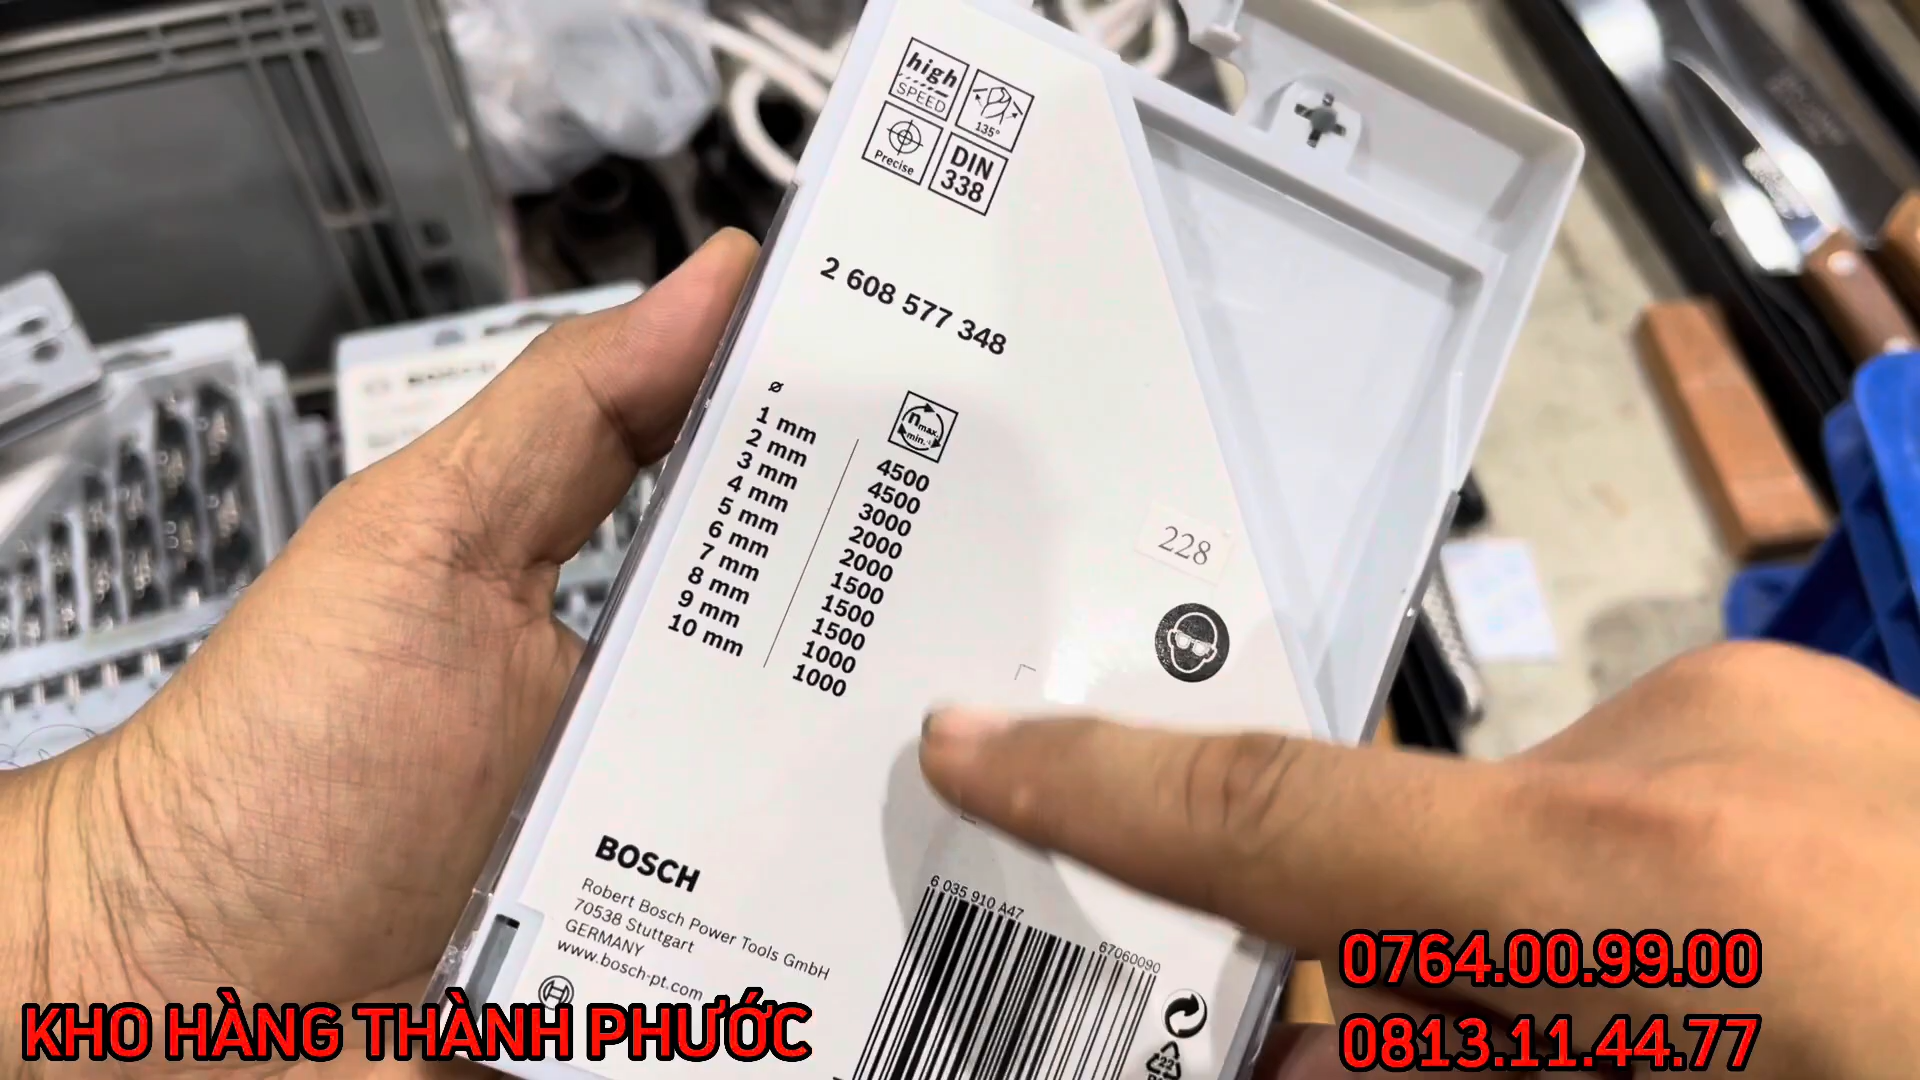 high
SPEED
135°
Precise
DIN
338
2 608 577 348
ø
n max.
min.-1
1 mm 4500
2 mm 4500
3 mm 3000
4 mm 2000
5 mm 2000
6 mm 1500
7 mm 1500
8 mm 1500
9 mm 1000
10 mm 1000
228
BOSCH
Robert Bosch Power Tools GmbH
70538 Stuttgart
GERMANY
www.bosch-pt.com
6 035 910 A47
67060090
22
KHO HÀNG THÀNH PHƯỚC
0764.00.99.00
0813.11.44.77